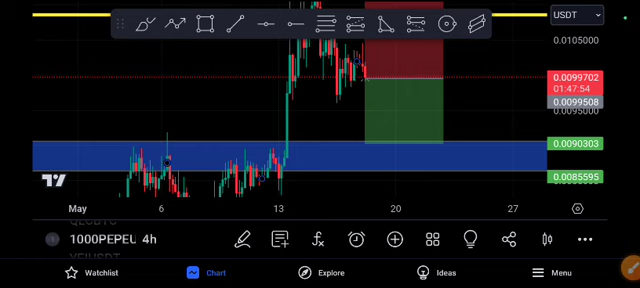 USDT
0.0105000
0.0099702
01:47:54
0.0099508
0.0095000
0.0090303
0.0085595
May 6 13 20 27
1000PEPEU 4h
Watchlist Chart Explore Ideas Menu